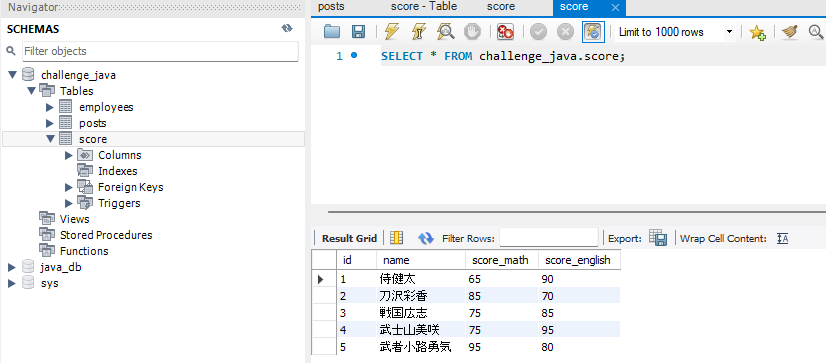 Navigator
SCHEMAS
Filter objects
challenge_java
Tables
employees
posts
score
Columns
Indexes
Foreign Keys
Triggers
Views
Stored Procedures
Functions
java_db
sys
posts score - Table score score
Limit to 1000 rows
1 SELECT * FROM challenge_java.score;
Result Grid Filter Rows: Export: Wrap Cell Content:
id name score_math score_english
1 侍健太 65 90
2 刀沢彩香 85 70
3 戦国広志 75 85
4 武士山美咲 75 95
5 武者小路勇気 95 80